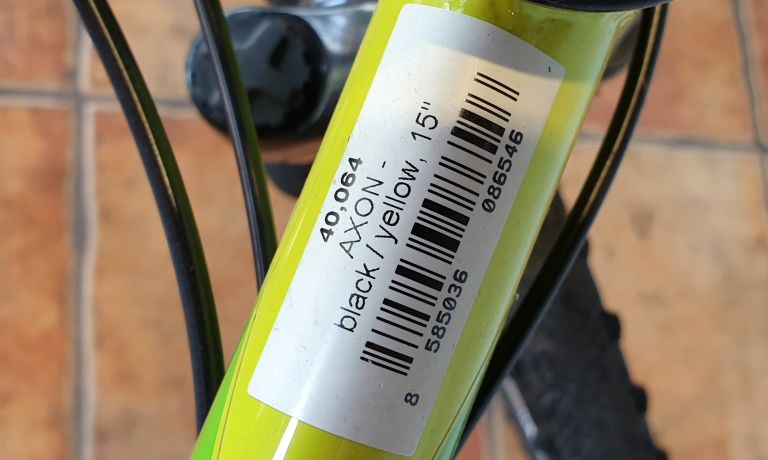 40,064
AXON -
black / yellow, 15"
8 585036 086546